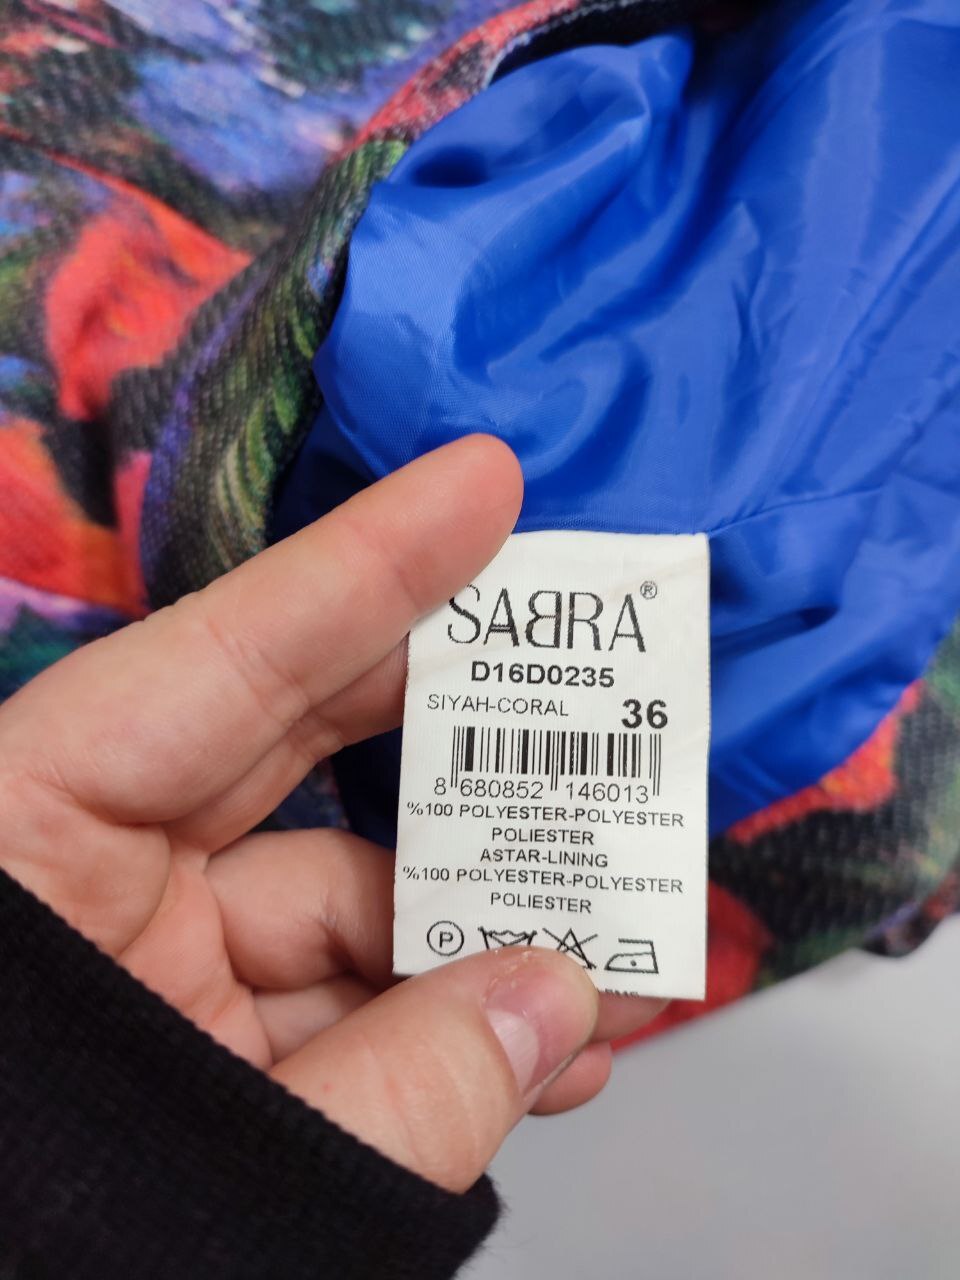 SABRA®
D16D0235
SIYAH-CORAL 36
8 680852 146013
%100 POLYESTER-POLYESTER
POLIESTER
ASTAR-LINING
%100 POLYESTER-POLYESTER
POLIESTER
P